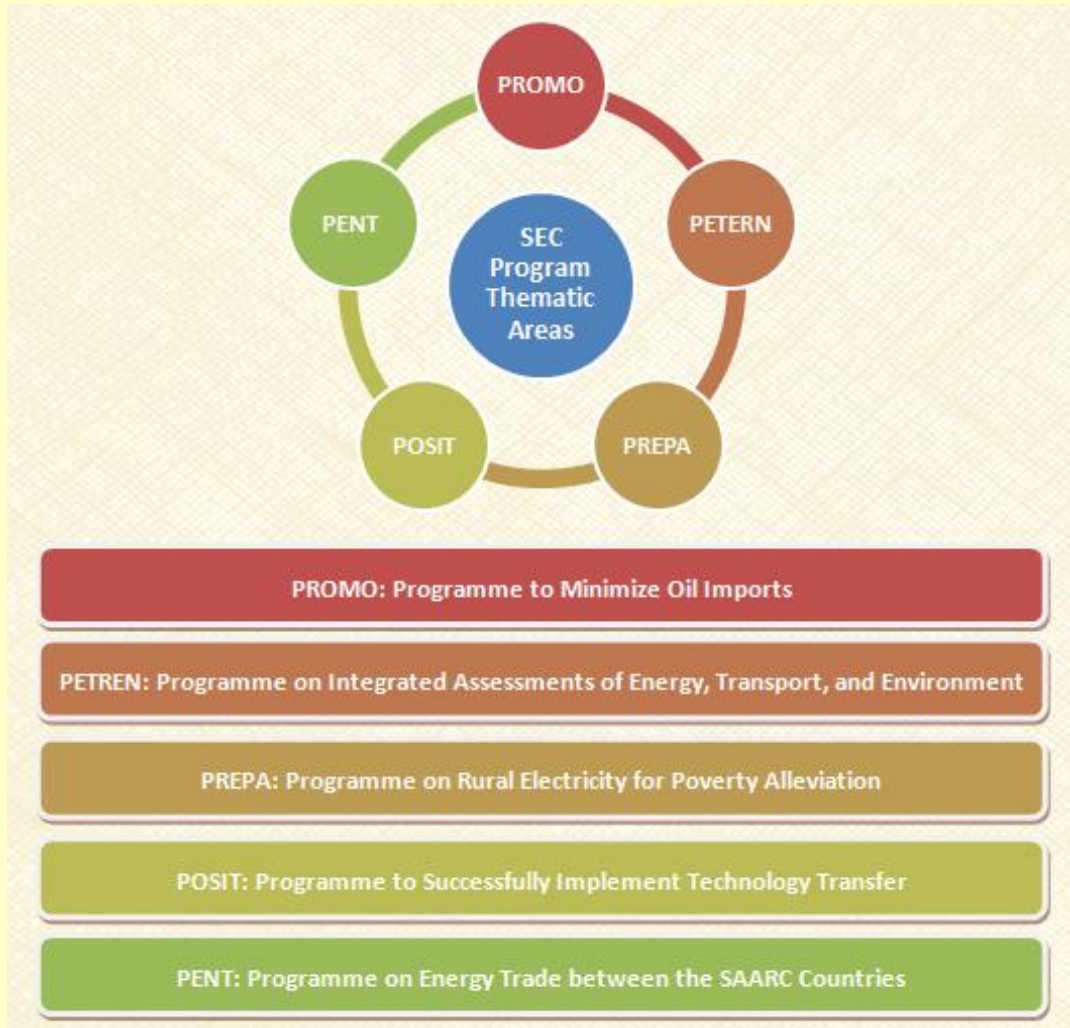 PROMO
PENT
PETERN
SEC
Program
Thematic
Areas
POSIT
PREPA
PROMO: Programme to Minimize Oil Imports
PETREN: Programme on Integrated Assessments of Energy, Transport, and Environment
PREPA: Programme on Rural Electricity for Poverty Alleviation
POSIT: Programme to Successfully Implement Technology Transfer
PENT: Programme on Energy Trade between the SAARC Countries